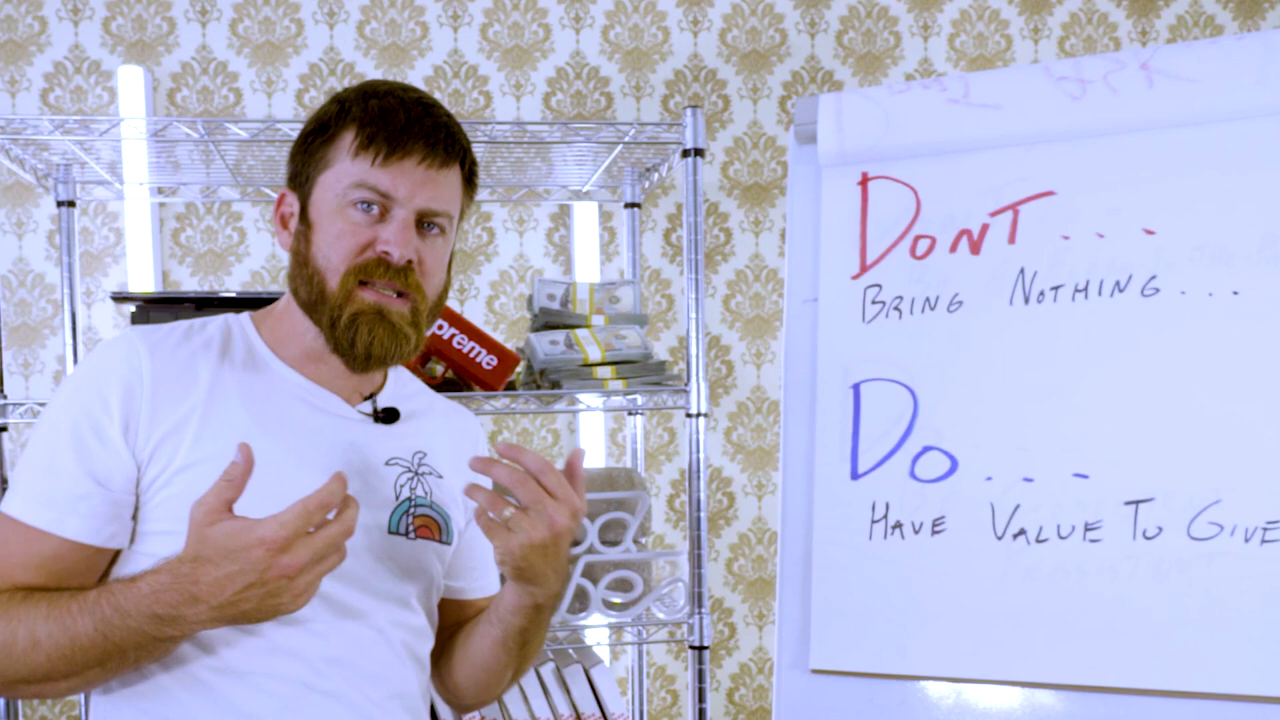 preme
DONT...
BRING NOTHING...
DO...
HAVE VALUE TO GIVE